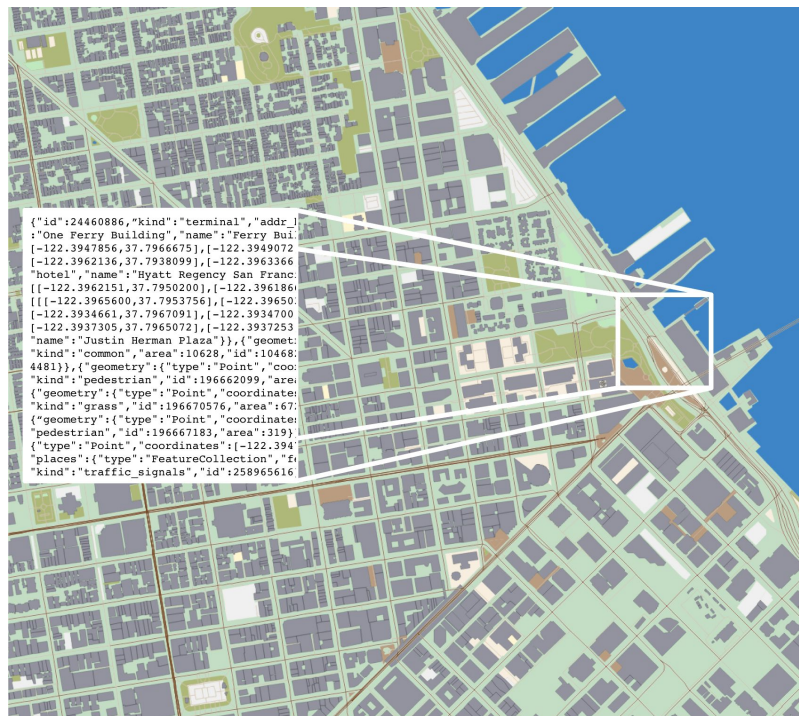 {"id":24460886,“kind":"terminal","addr_
:"One Ferry Building","name":"Ferry Bui
[-122.3947856,37.7966675],[-122.3949072
[-122.3962136,37.7938099],[-122.3963366
"hotel","name":"Hyatt Regency San Franc
[[-122.3962151,37.7950200],[-122.396186
[[[-122.3965600,37.7953756],[-122.39650
[-122.3934661,37.7967091],[-122.3934700
[-122.3937305,37.7965072],[-122.3937253
"name":"Justin Herman Plaza"}},{"geomet
"kind":"common","area":10628,"id":10468
4481}},{"geometry":{"type":"Point","coo
"kind":"pedestrian","id":196662099,"are
{"geometry":{"type":"Point","coordinate
"kind":"grass","id":196670576,"area":67
{“geometry":{"type":"Point","coordinate
"pedestrian","id":196667183,"area":319}
{"type":"Point","coordinates":[-122.394
"places":{"type":"FeatureCollection","f
"kind":"traffic_signals","id":258965616